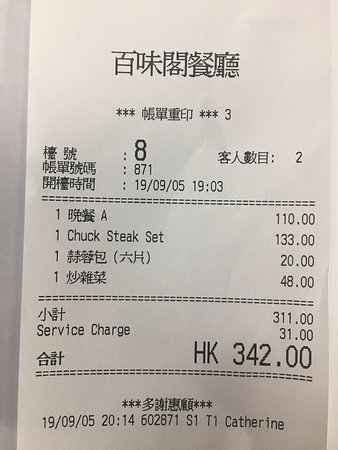 百味閣餐廳
*** 帳單重印 *** 3
檯 號 : 8 客人數目: 2
帳單號碼 : 871
開檯時間 : 19/09/05 19:03
1 晚餐 A 110.00
1 Chuck Steak Set 133.00
1 蒜蓉包 (六片) 20.00
1 炒雜菜 48.00
小計 311.00
Service Charge 31.00
合計 HK 342.00
***多謝惠顧***
19/09/05 20:14 602871 S1 T1 Catherine